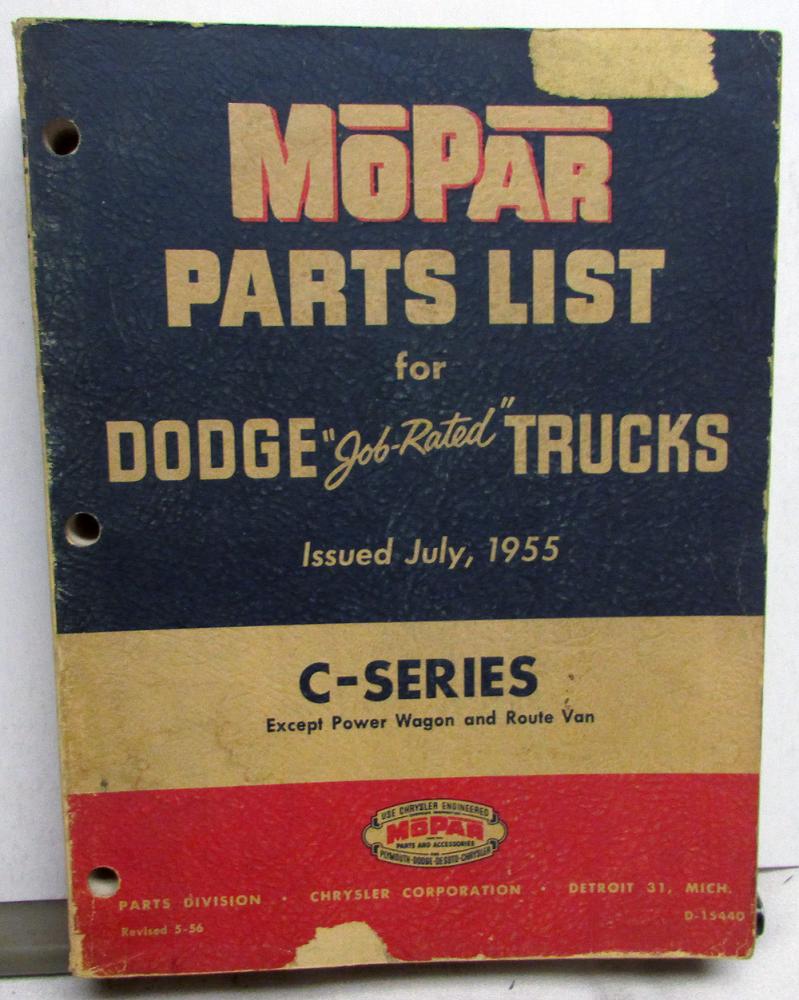 MOPAR
PARTS LIST
for
DODGE "Job-Rated" TRUCKS
Issued July, 1955
C-SERIES
Except Power Wagon and Route Van
USE CHRYSLER ENGINEERED
MOPAR
PARTS AND ACCESSORIES
PLYMOUTH-DODGE-DESOTO-CHRYSLER
PARTS DIVISION · CHRYSLER CORPORATION · DETROIT 31, MICH.
Revised 5-56
D-15440